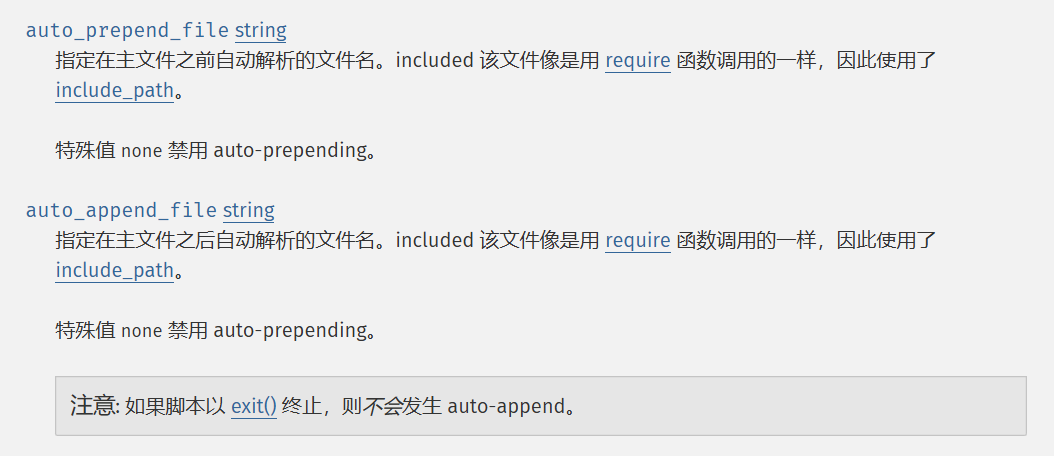 auto_prepend_file string
指定在主文件之前自动解析的文件名。included 该文件像是用 require 函数调用的一样，因此使用了
include_path。
特殊值 none 禁用 auto-prepending。
auto_append_file string
指定在主文件之后自动解析的文件名。included 该文件像是用 require 函数调用的一样，因此使用了
include_path。
特殊值 none 禁用 auto-prepending。
注意: 如果脚本以 exit() 终止，则不会发生 auto-append。